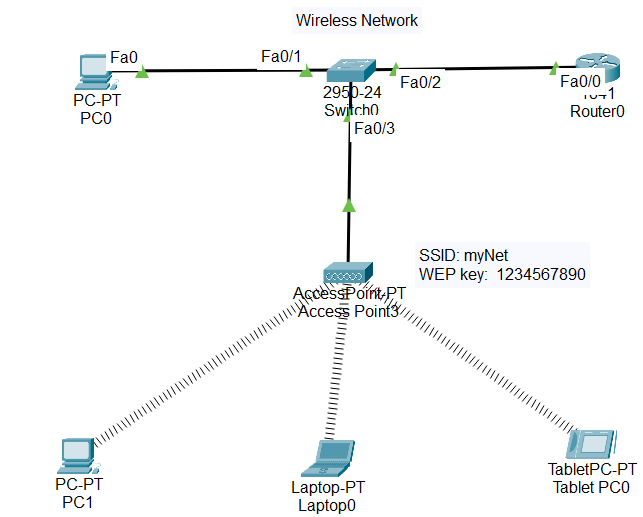 Wireless Network
Fa0
Fa0/1
Fa0/2
Fa0/0
PC-PT
PC0
2950-24
Switch0
1841
Router0
Fa0/3
SSID: myNet
WEP key: 1234567890
AccessPoint-PT
Access Point3
PC-PT
PC1
Laptop-PT
Laptop0
TabletPC-PT
Tablet PC0